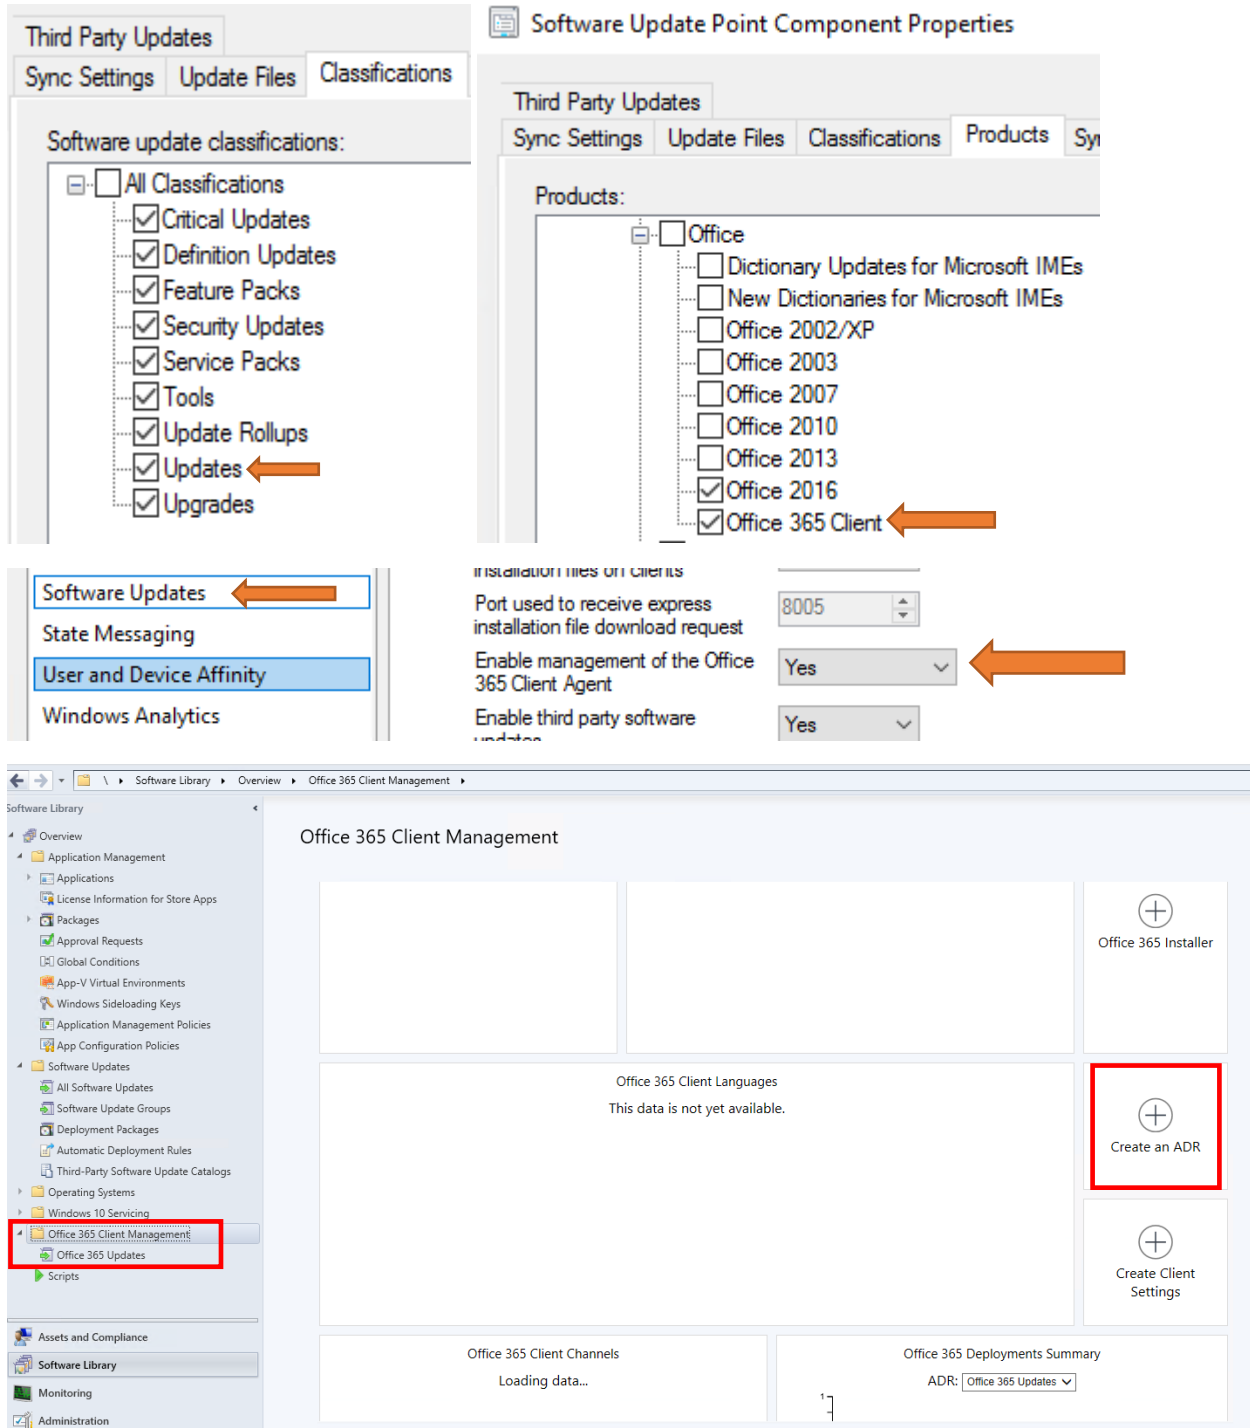 Third Party Updates
Sync Settings Update Files Classifications
Software update classifications:
All Classifications
Critical Updates
Definition Updates
Feature Packs
Security Updates
Service Packs
Tools
Update Rollups
Updates
Upgrades
Software Update Point Component Properties
Third Party Updates
Sync Settings Update Files Classifications Products Sy
Products:
Office
Dictionary Updates for Microsoft IMEs
New Dictionaries for Microsoft IMEs
Office 2002/XP
Office 2003
Office 2007
Office 2010
Office 2013
Office 2016
Office 365 Client
Software Updates
State Messaging
User and Device Affinity
Windows Analytics
installation files on clients
Port used to receive express
installation file download request
8005
Enable management of the Office
365 Client Agent
Yes
Enable third party software
updates
Yes
\ Software Library Overview Office 365 Client Management
Software Library
Overview
Application Management
Applications
License Information for Store Apps
Packages
Approval Requests
Global Conditions
App-V Virtual Environments
Windows Sideloading Keys
Application Management Policies
App Configuration Policies
Software Updates
All Software Updates
Software Update Groups
Deployment Packages
Automatic Deployment Rules
Third-Party Software Update Catalogs
Operating Systems
Windows 10 Servicing
Office 365 Client Management
Office 365 Updates
Scripts
Assets and Compliance
Software Library
Monitoring
Administration
Office 365 Client Management
Office 365 Installer
Office 365 Client Languages
This data is not yet available.
Create an ADR
Create Client
Settings
Office 365 Client Channels
Loading data...
Office 365 Deployments Summary
ADR: Office 365 Updates
1